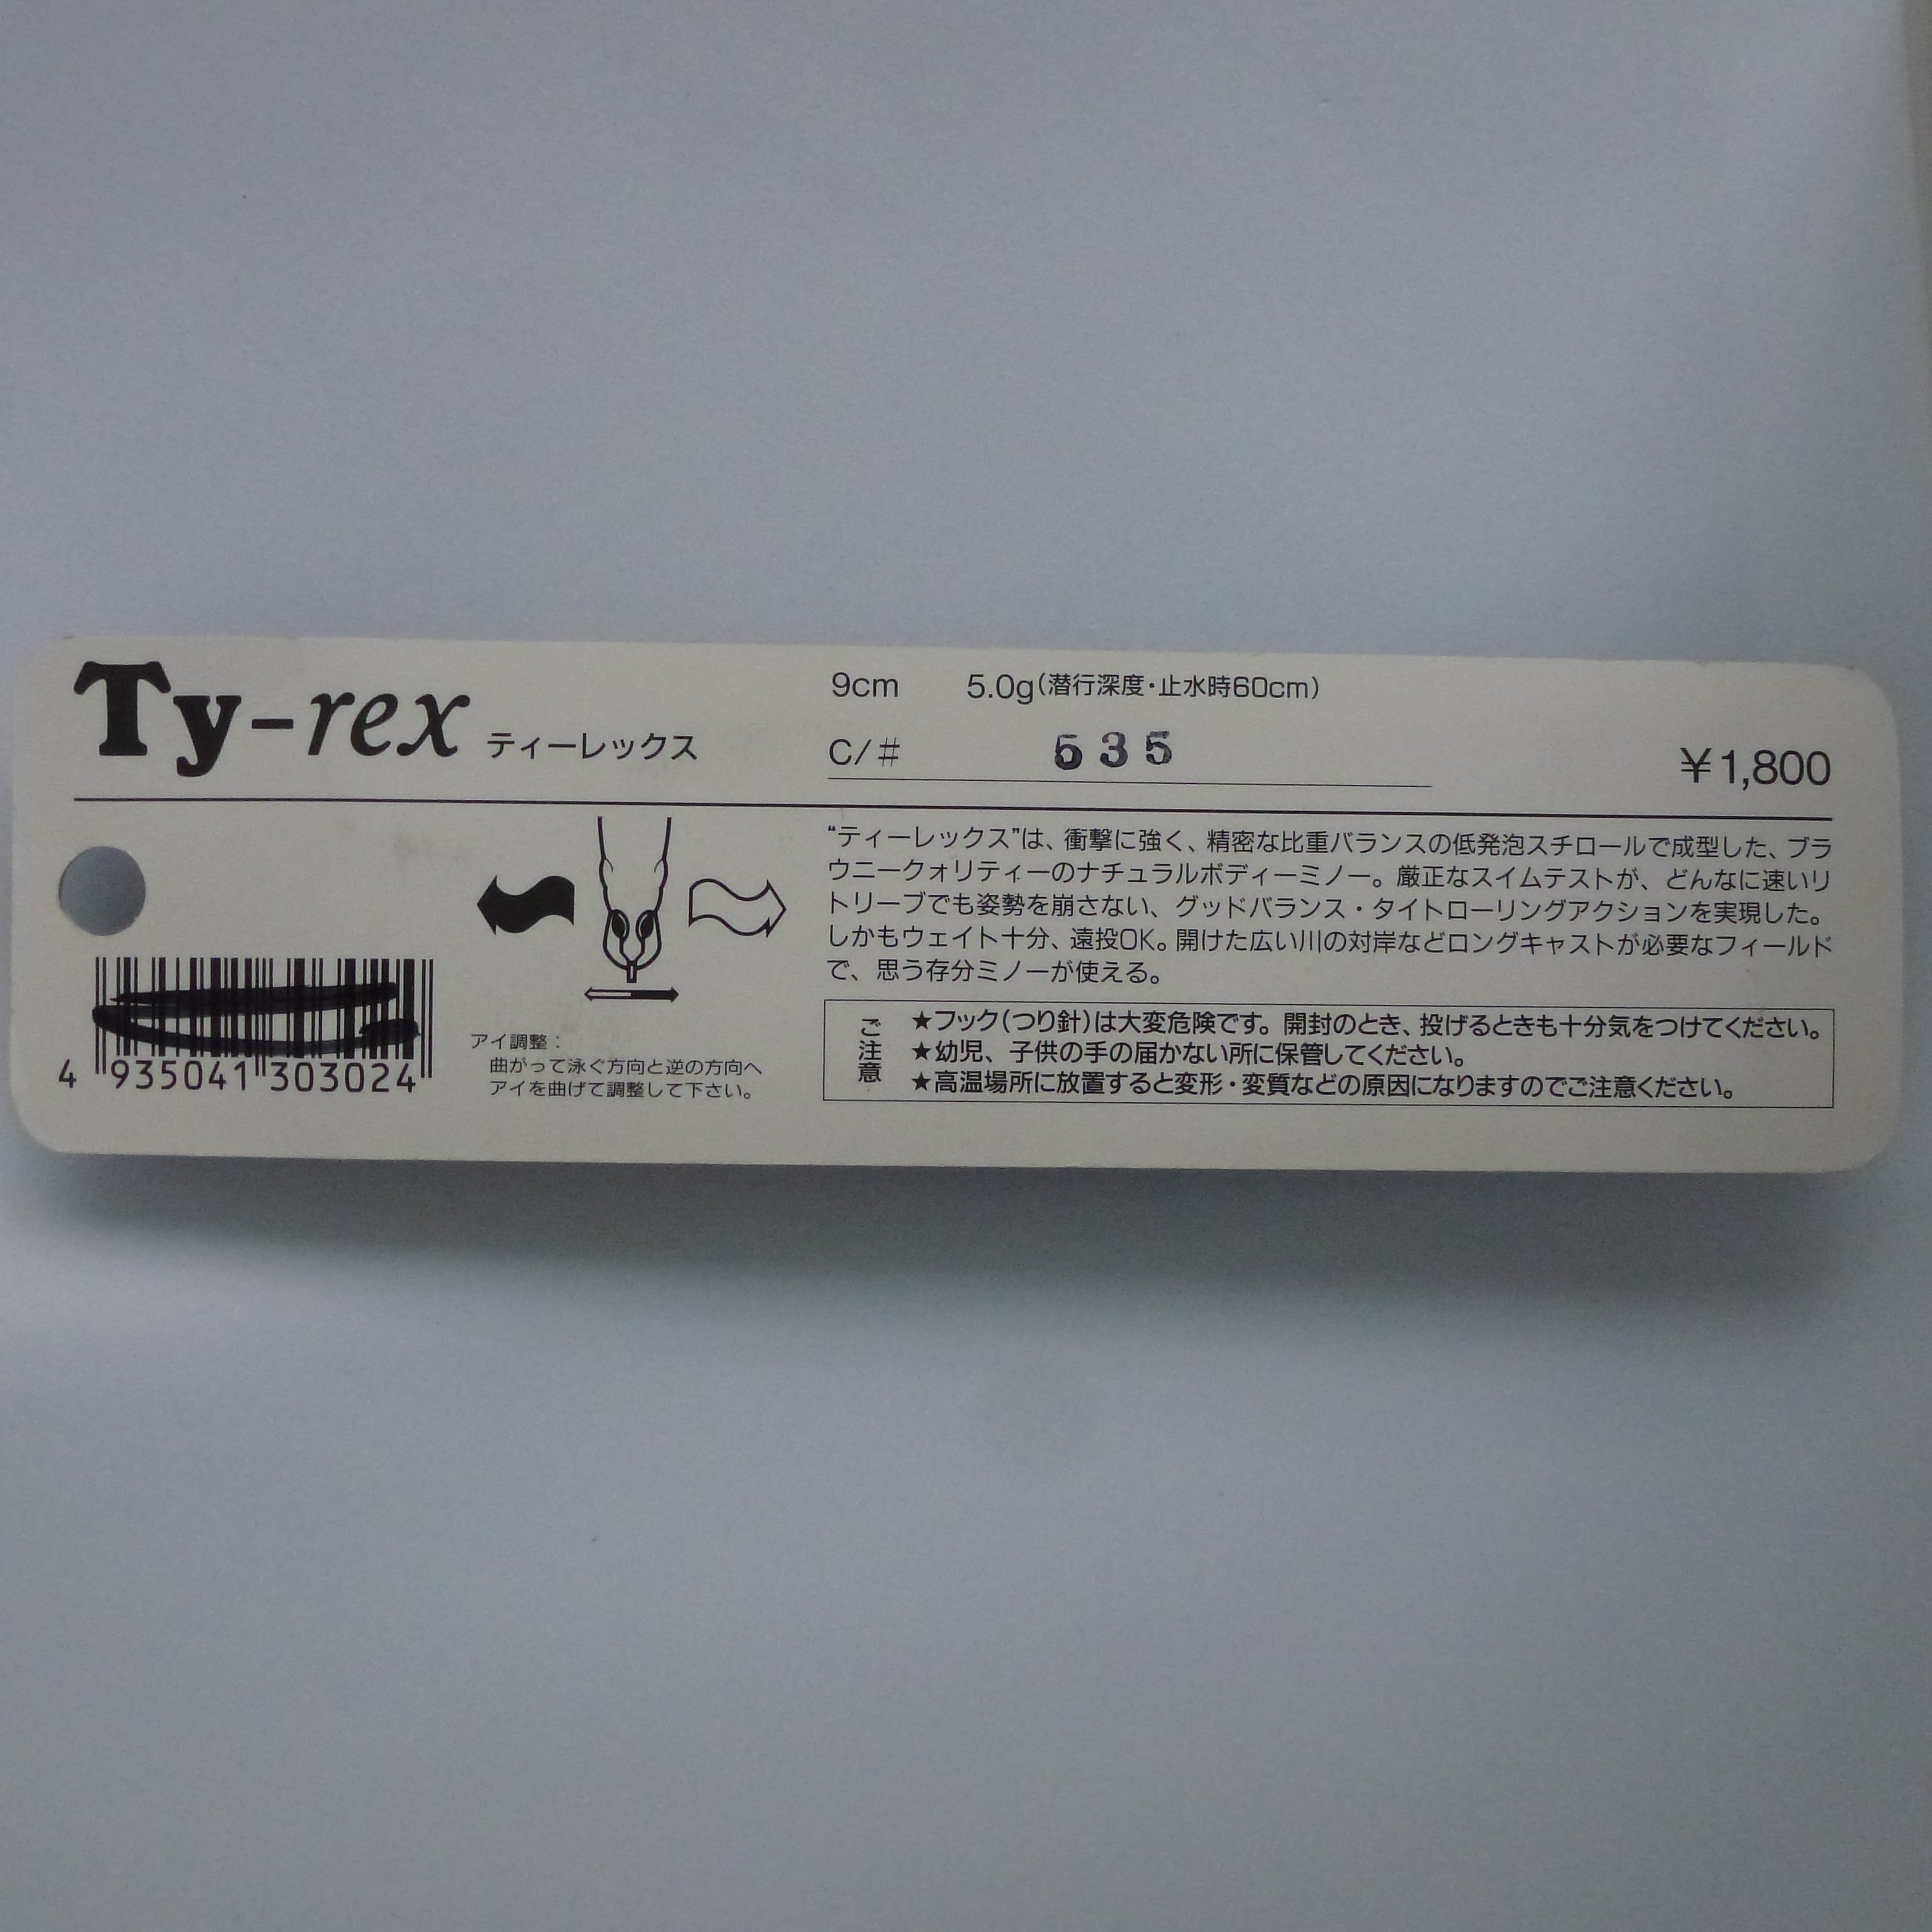 Ty-rex ティーレックス
9cm 5.0g(潜行深度・止水時60cm)
C/# 535
¥1,800
“ティーレックス”は、衝撃に強く、精密な比重バランスの低発泡スチロールで成型した、ブラ
ウニークォリティーのナチュラルボディーミノー。厳正なスイムテストが、どんなに速いリ
トリーブでも姿勢を崩さない、グッドバランス・タイトローリングアクションを実現した。
しかもウェイト十分、遠投OK。開けた広い川の対岸などロングキャストが必要なフィールド
で、思う存分ミノーが使える。
ご注意
★フック(つり針)は大変危険です。開封のとき、投げるときも十分気をつけてください。
★幼児、子供の手の届かない所に保管してください。
★高温場所に放置すると変形・変質などの原因になりますのでご注意ください。
アイ調整:
曲がって泳ぐ方向と逆の方向へ
アイを曲げて調整して下さい。
4 935041 303024